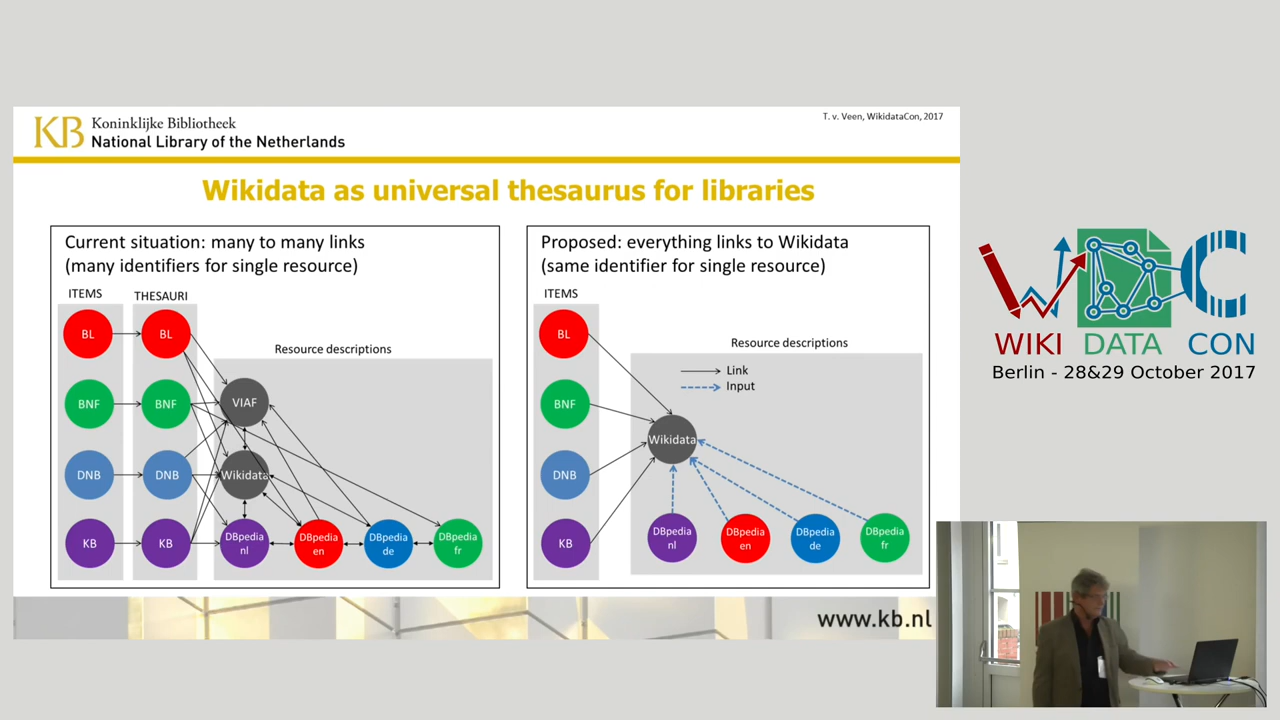 KB
Koninklijke Bibliotheek
National Library of the Netherlands
T. v. Veen, WikidataCon, 2017
Wikidata as universal thesaurus for libraries
Current situation: many to many links
(many identifiers for single resource)
ITEMS
THESAURI
BL
BL
Resource descriptions
BNF
BNF
VIAF
DNB
DNB
Wikidata
KB
KB
DBpedia
nl
DBpedia
en
DBpedia
de
DBpedia
fr
Proposed: everything links to Wikidata
(same identifier for single resource)
ITEMS
BL
Resource descriptions
Link
Input
BNF
Wikidata
DNB
KB
DBpedia
nl
DBpedia
en
DBpedia
de
DBpedia
fr
www.kb.nl
WDC
WIKI DATA CON
Berlin - 28&29 October 2017